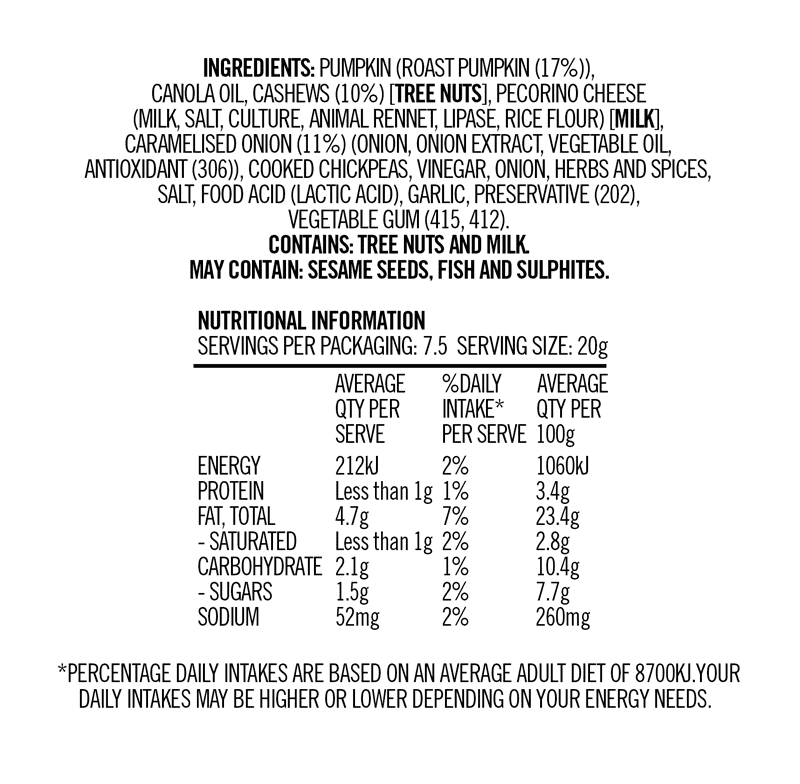 INGREDIENTS: PUMPKIN (ROAST PUMPKIN (17%)),
CANOLA OIL, CASHEWS (10%) [TREE NUTS], PECORINO CHEESE
(MILK, SALT, CULTURE, ANIMAL RENNET, LIPASE, RICE FLOUR) [MILK],
CARAMELISED ONION (11%) (ONION, ONION EXTRACT, VEGETABLE OIL,
ANTIOXIDANT (306)), COOKED CHICKPEAS, VINEGAR, ONION, HERBS AND SPICES,
SALT, FOOD ACID (LACTIC ACID), GARLIC, PRESERVATIVE (202),
VEGETABLE GUM (415, 412).
CONTAINS: TREE NUTS AND MILK.
MAY CONTAIN: SESAME SEEDS, FISH AND SULPHITES.
NUTRITIONAL INFORMATION
SERVINGS PER PACKAGING: 7.5 SERVING SIZE: 20g
AVERAGE %DAILY AVERAGE
QTY PER INTAKE* QTY PER
SERVE PER SERVE 100g
ENERGY 212kJ 2% 1060kJ
PROTEIN Less than 1g 1% 3.4g
FAT, TOTAL 4.7g 7% 23.4g
- SATURATED Less than 1g 2% 2.8g
CARBOHYDRATE 2.1g 1% 10.4g
- SUGARS 1.5g 2% 7.7g
SODIUM 52mg 2% 260mg
*PERCENTAGE DAILY INTAKES ARE BASED ON AN AVERAGE ADULT DIET OF 8700KJ.YOUR
DAILY INTAKES MAY BE HIGHER OR LOWER DEPENDING ON YOUR ENERGY NEEDS.